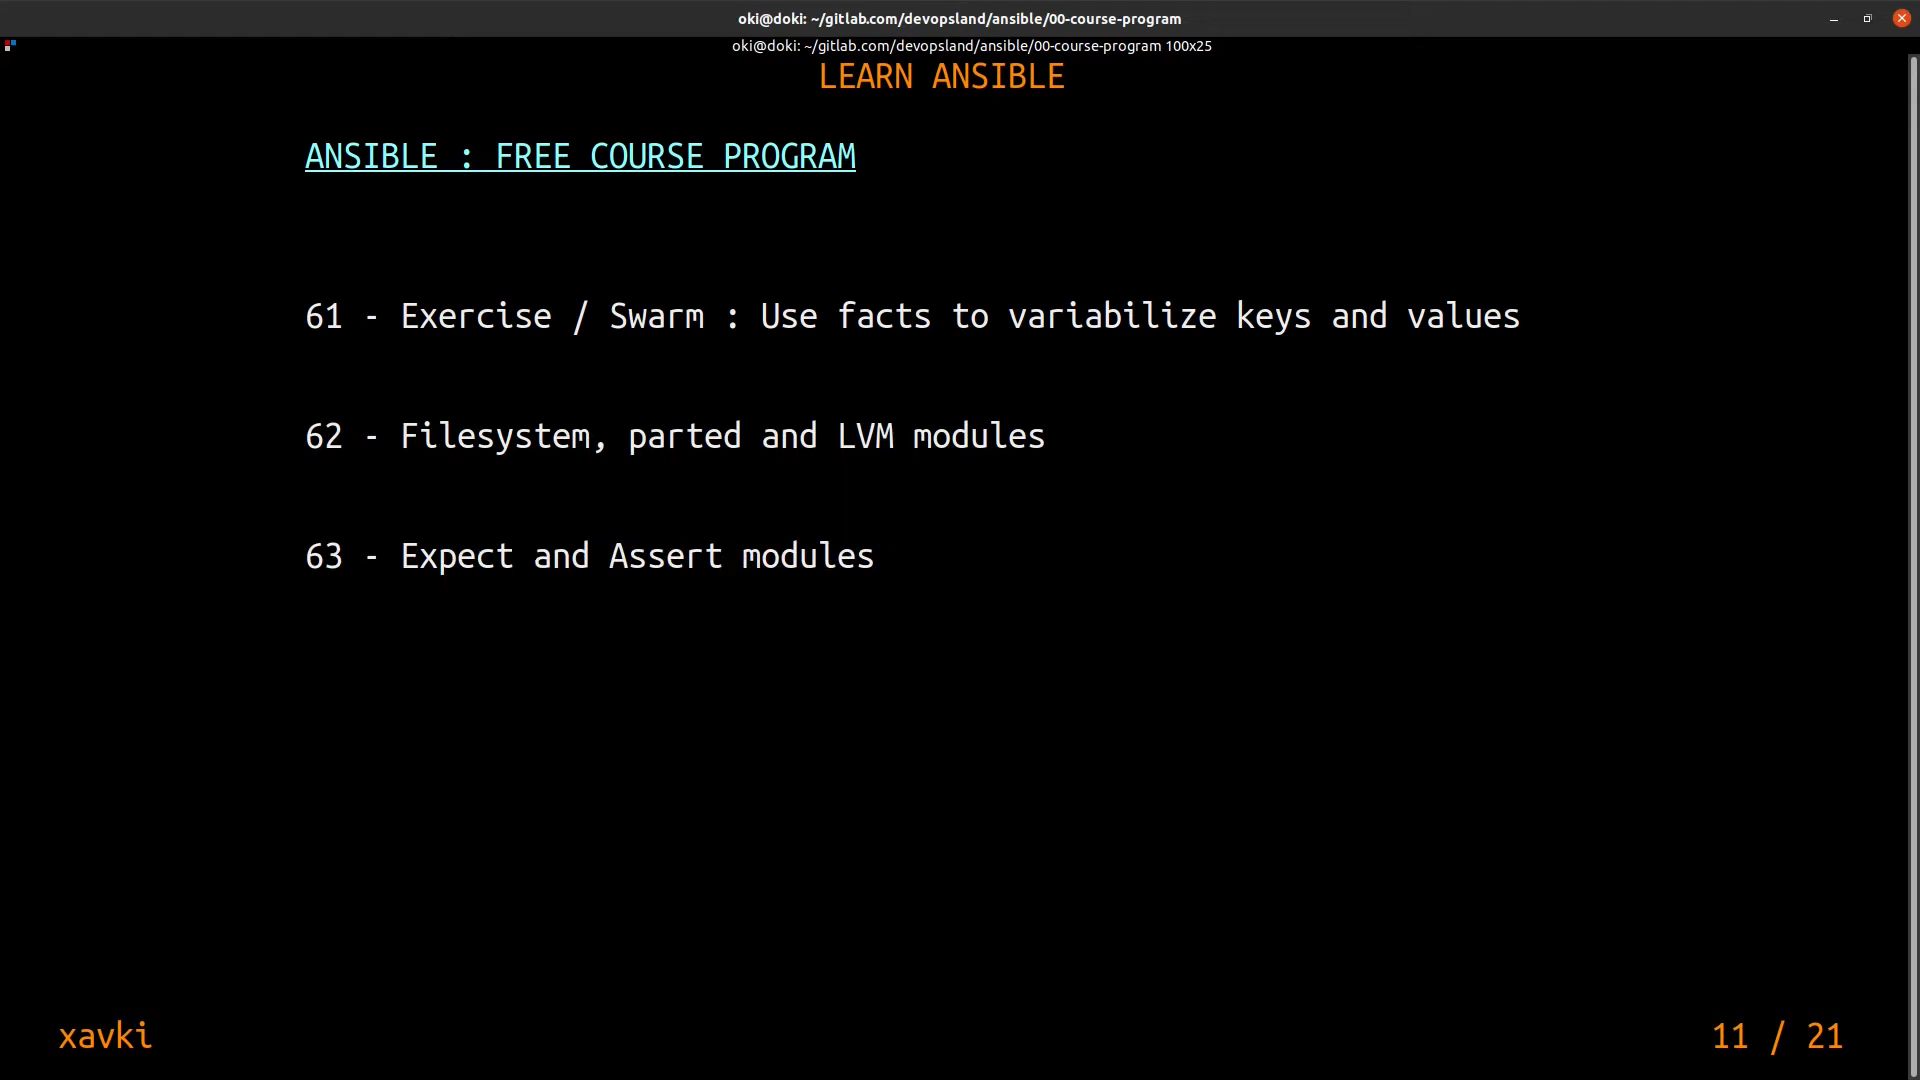 oki@doki: ~/gitlab.com/devopsland/ansible/00-course-program
oki@doki: ~/gitlab.com/devopsland/ansible/00-course-program 100x25
LEARN ANSIBLE
ANSIBLE : FREE COURSE PROGRAM
61 - Exercise / Swarm : Use facts to variabilize keys and values
62 - Filesystem, parted and LVM modules
63 - Expect and Assert modules
xavki
11 / 21